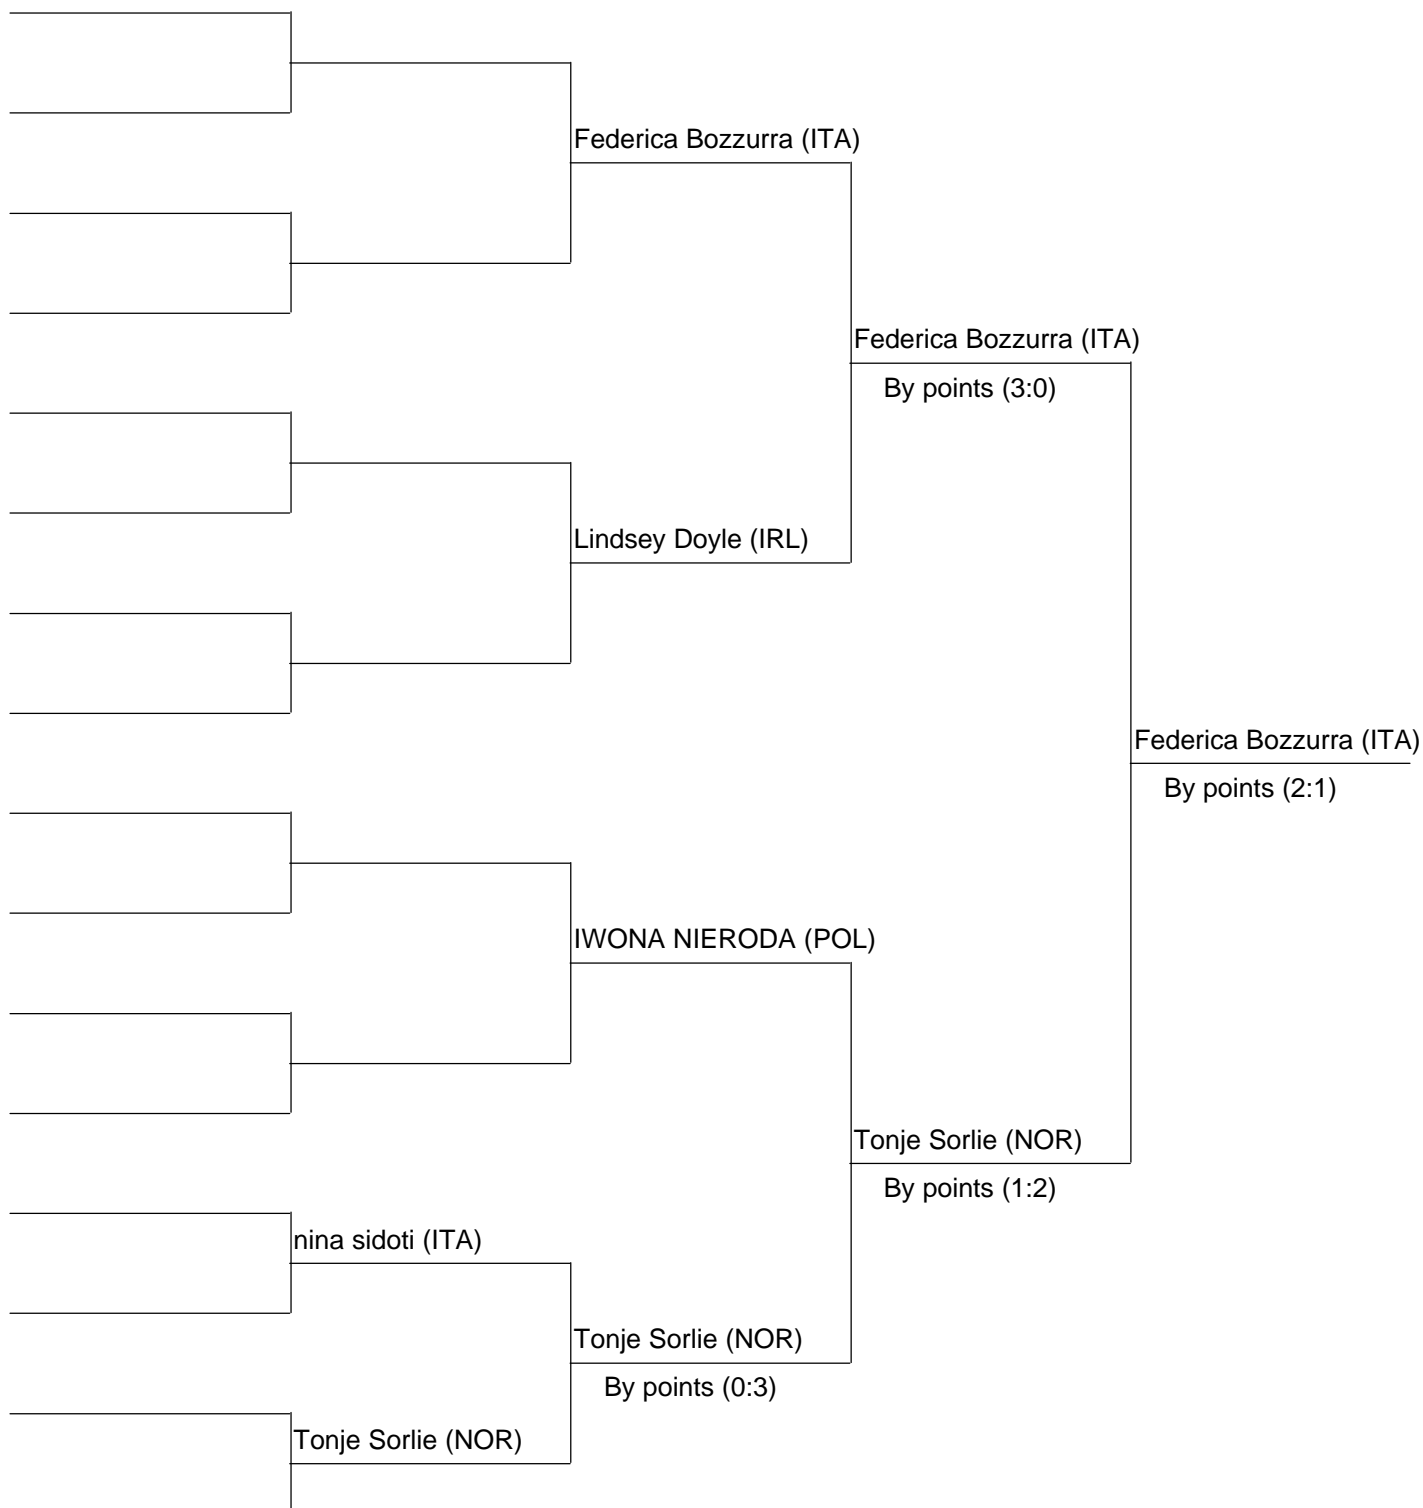 Federica Bozzurra (ITA)
Federica Bozzurra (ITA)
By points (3:0)
Lindsey Doyle (IRL)
Federica Bozzurra (ITA)
By points (2:1)
IWONA NIERODA (POL)
Tonje Sorlie (NOR)
By points (1:2)
nina sidoti (ITA)
Tonje Sorlie (NOR)
By points (0:3)
Tonje Sorlie (NOR)